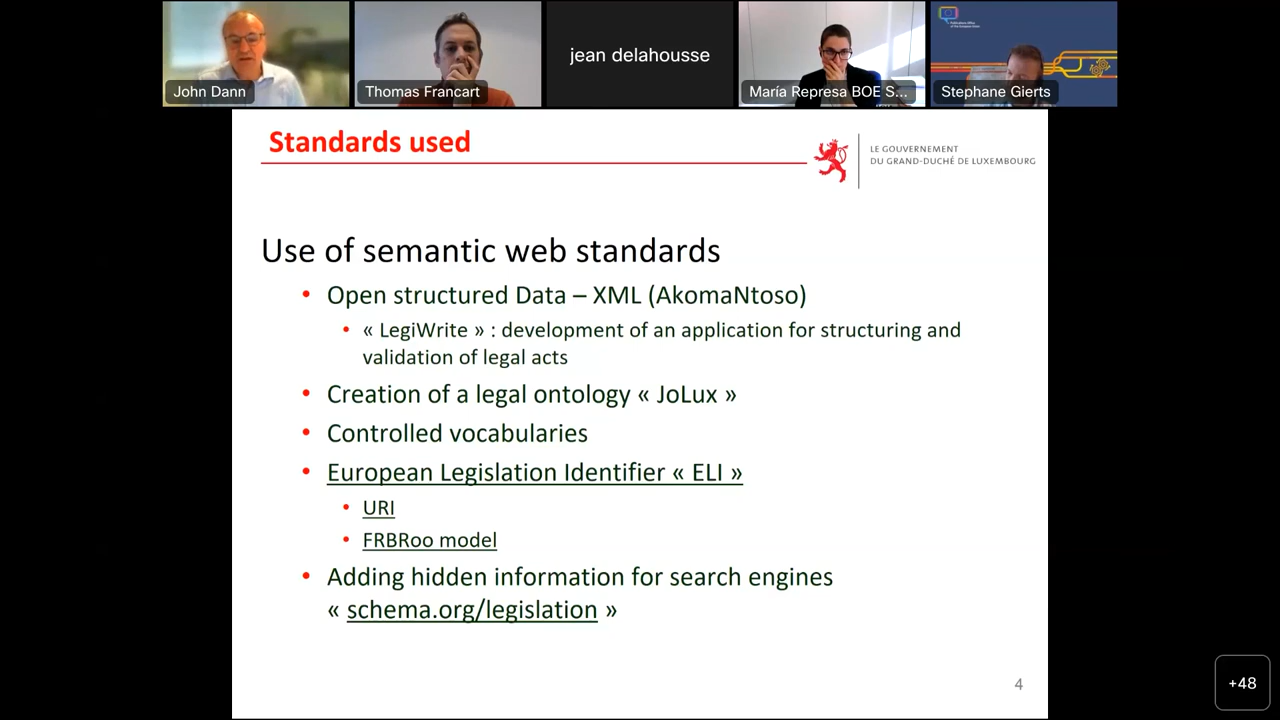 jean delahousse
John Dann
Thomas Francart
María Represa BOE S...
Stephane Gierts
Standards used
LE GOUVERNEMENT
DU GRAND-DUCHÉ DE LUXEMBOURG
Use of semantic web standards
• Open structured Data – XML (AkomaNtoso)
• « LegiWrite » : development of an application for structuring and
validation of legal acts
• Creation of a legal ontology « JoLux »
• Controlled vocabularies
• European Legislation Identifier « ELI »
• URI
• FRBRoo model
• Adding hidden information for search engines
« schema.org/legislation »
4
+48